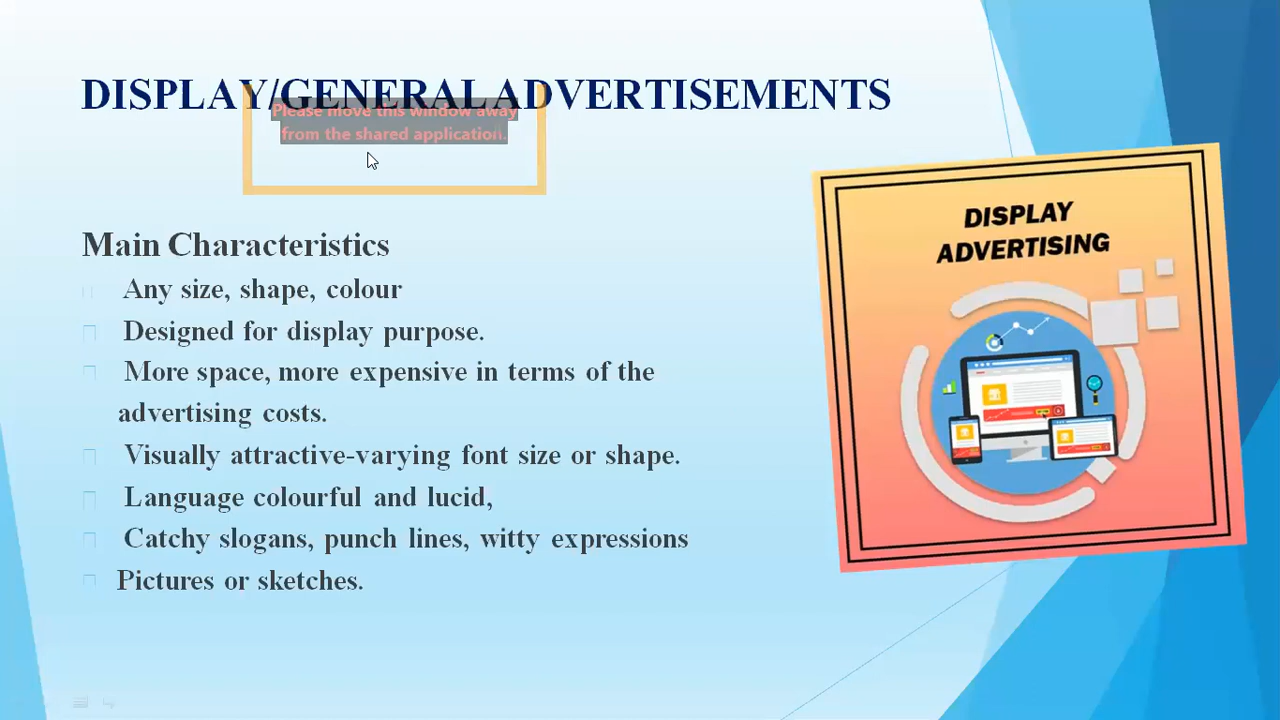 DISPLAY/GENERAL ADVERTISEMENTS
Please move this window away
from the shared application.
DISPLAY
ADVERTISING
Main Characteristics
Any size, shape, colour
Designed for display purpose.
More space, more expensive in terms of the
advertising costs.
Visually attractive-varying font size or shape.
Language colourful and lucid,
Catchy slogans, punch lines, witty expressions
Pictures or sketches.